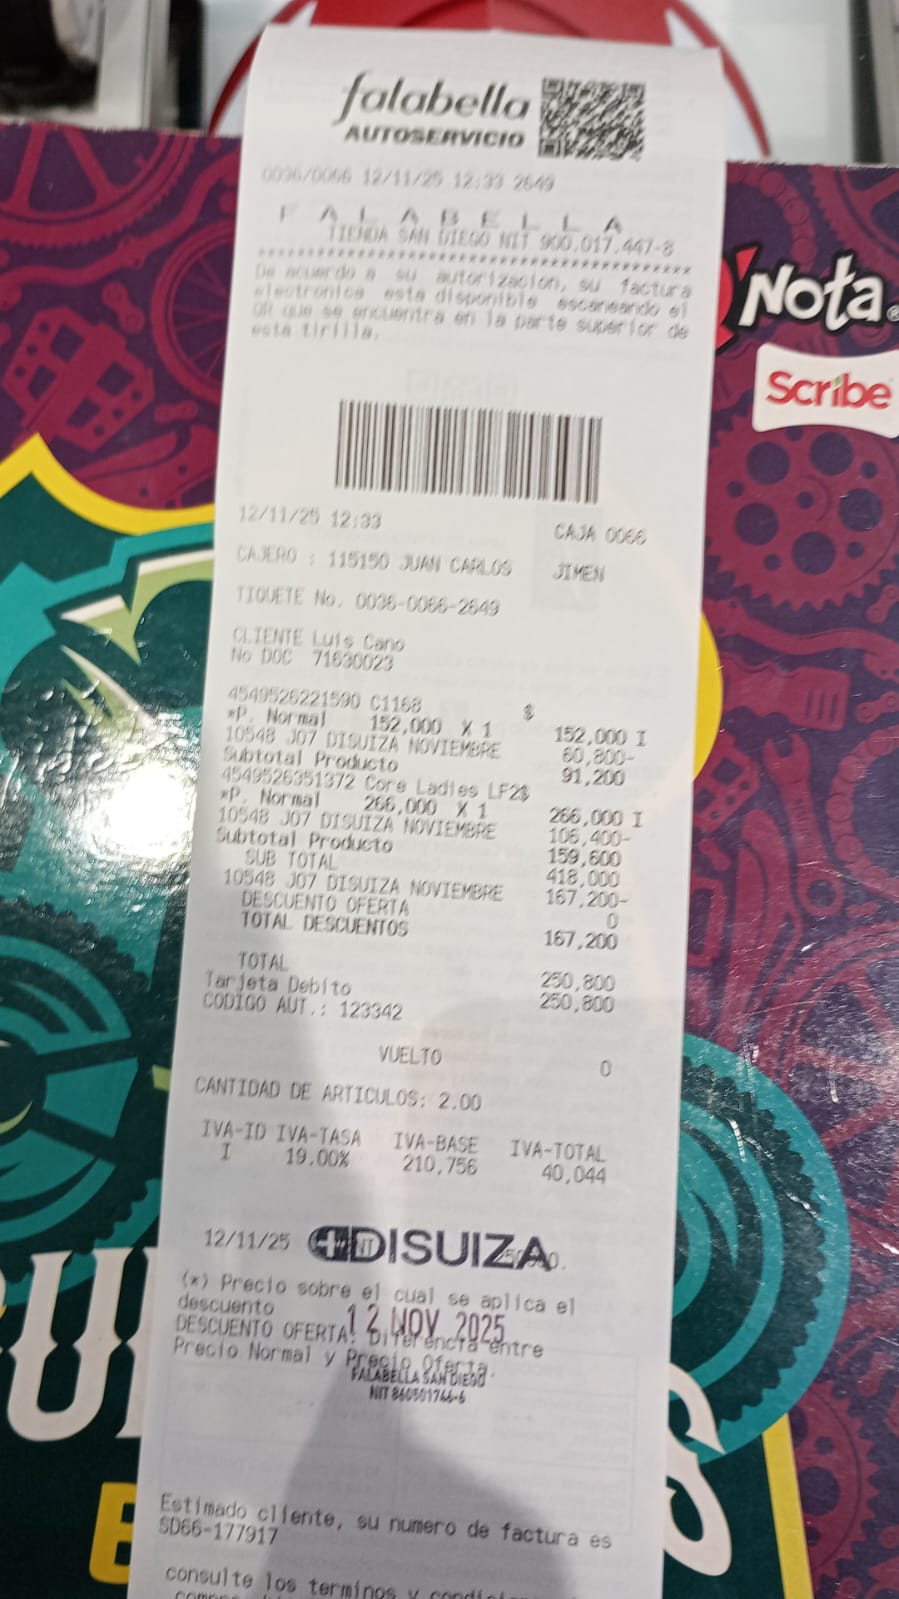 falabella
AUTOSERVICIO
0036/0066 12/11/25 12:33 2649
F A L A B E L L A
TIENDA SAN DIEGO NIT 900.017.447-8
De acuerdo a su autorizacion, su factura
electronica esta disponible escaneando el
QR que se encuentra en la parte superior de
esta tirilla.
Nota
Scribe
12/11/25 12:33 CAJA 0066
CAJERO : 115150 JUAN CARLOS JIMEN
TIQUETE No. 0036-0066-2649
CLIENTE Luis Cano
No DOC 71630023
4549526221590 C1168 $
*P. Normal 152,000 X 1 152,000 I
10548 J07 DISUIZA NOVIEMBRE 60,800-
Subtotal Producto 91,200
4549526351372 Core Ladies LF2$
*P. Normal 266,000 X 1 266,000 I
10548 J07 DISUIZA NOVIEMBRE 106,400-
Subtotal Producto 159,600
SUB TOTAL 418,000
10548 J07 DISUIZA NOVIEMBRE 167,200-
DESCUENTO OFERTA 0
TOTAL DESCUENTOS 167,200
TOTAL 250,800
Tarjeta Debito 250,800
CODIGO AUT.: 123342
VUELTO 0
CANTIDAD DE ARTICULOS: 2.00
IVA-ID IVA-TASA IVA-BASE IVA-TOTAL
I 19.00% 210,756 40,044
12/11/25 DISUIZA
(*) Precio sobre el cual se aplica el
descuento
12 NOV 2025
DESCUENTO OFERTA: Diferencia entre
Precio Normal y Precio Oferta.
FALABELLA SAN DIEGO
NIT 860501746-6
Estimado cliente, su numero de factura es
SD66-177917
consulte los terminos y